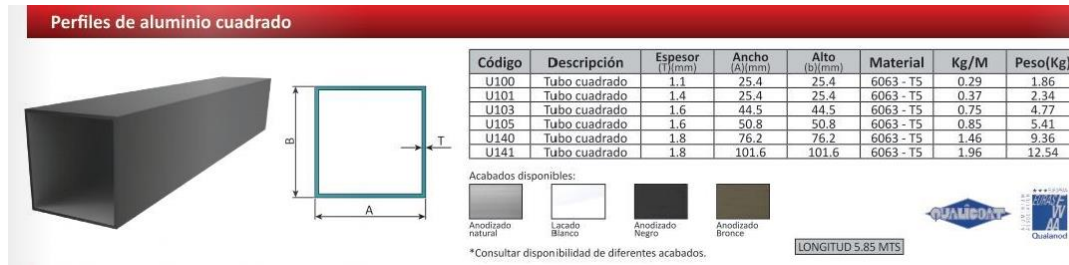 Perfiles de aluminio cuadrado
Código Descripción Espesor (T)(mm) Ancho (A)(mm) Alto (b)(mm) Material Kg/M Peso(Kg)
U100 Tubo cuadrado 1.1 25.4 25.4 6063 - T5 0.29 1.86
U101 Tubo cuadrado 1.4 25.4 25.4 6063 - T5 0.37 2.34
U103 Tubo cuadrado 1.6 44.5 44.5 6063 - T5 0.75 4.77
U105 Tubo cuadrado 1.6 50.8 50.8 6063 - T5 0.85 5.41
U140 Tubo cuadrado 1.8 76.2 76.2 6063 - T5 1.46 9.36
U141 Tubo cuadrado 1.8 101.6 101.6 6063 - T5 1.96 12.54
B
T
A
Acabados disponibles:
Anodizado natural
Lacado Blanco
Anodizado Negro
Anodizado Bronce
*Consultar disponibilidad de diferentes acabados.
LONGITUD 5.85 MTS
QUALICOAT
Qualanod